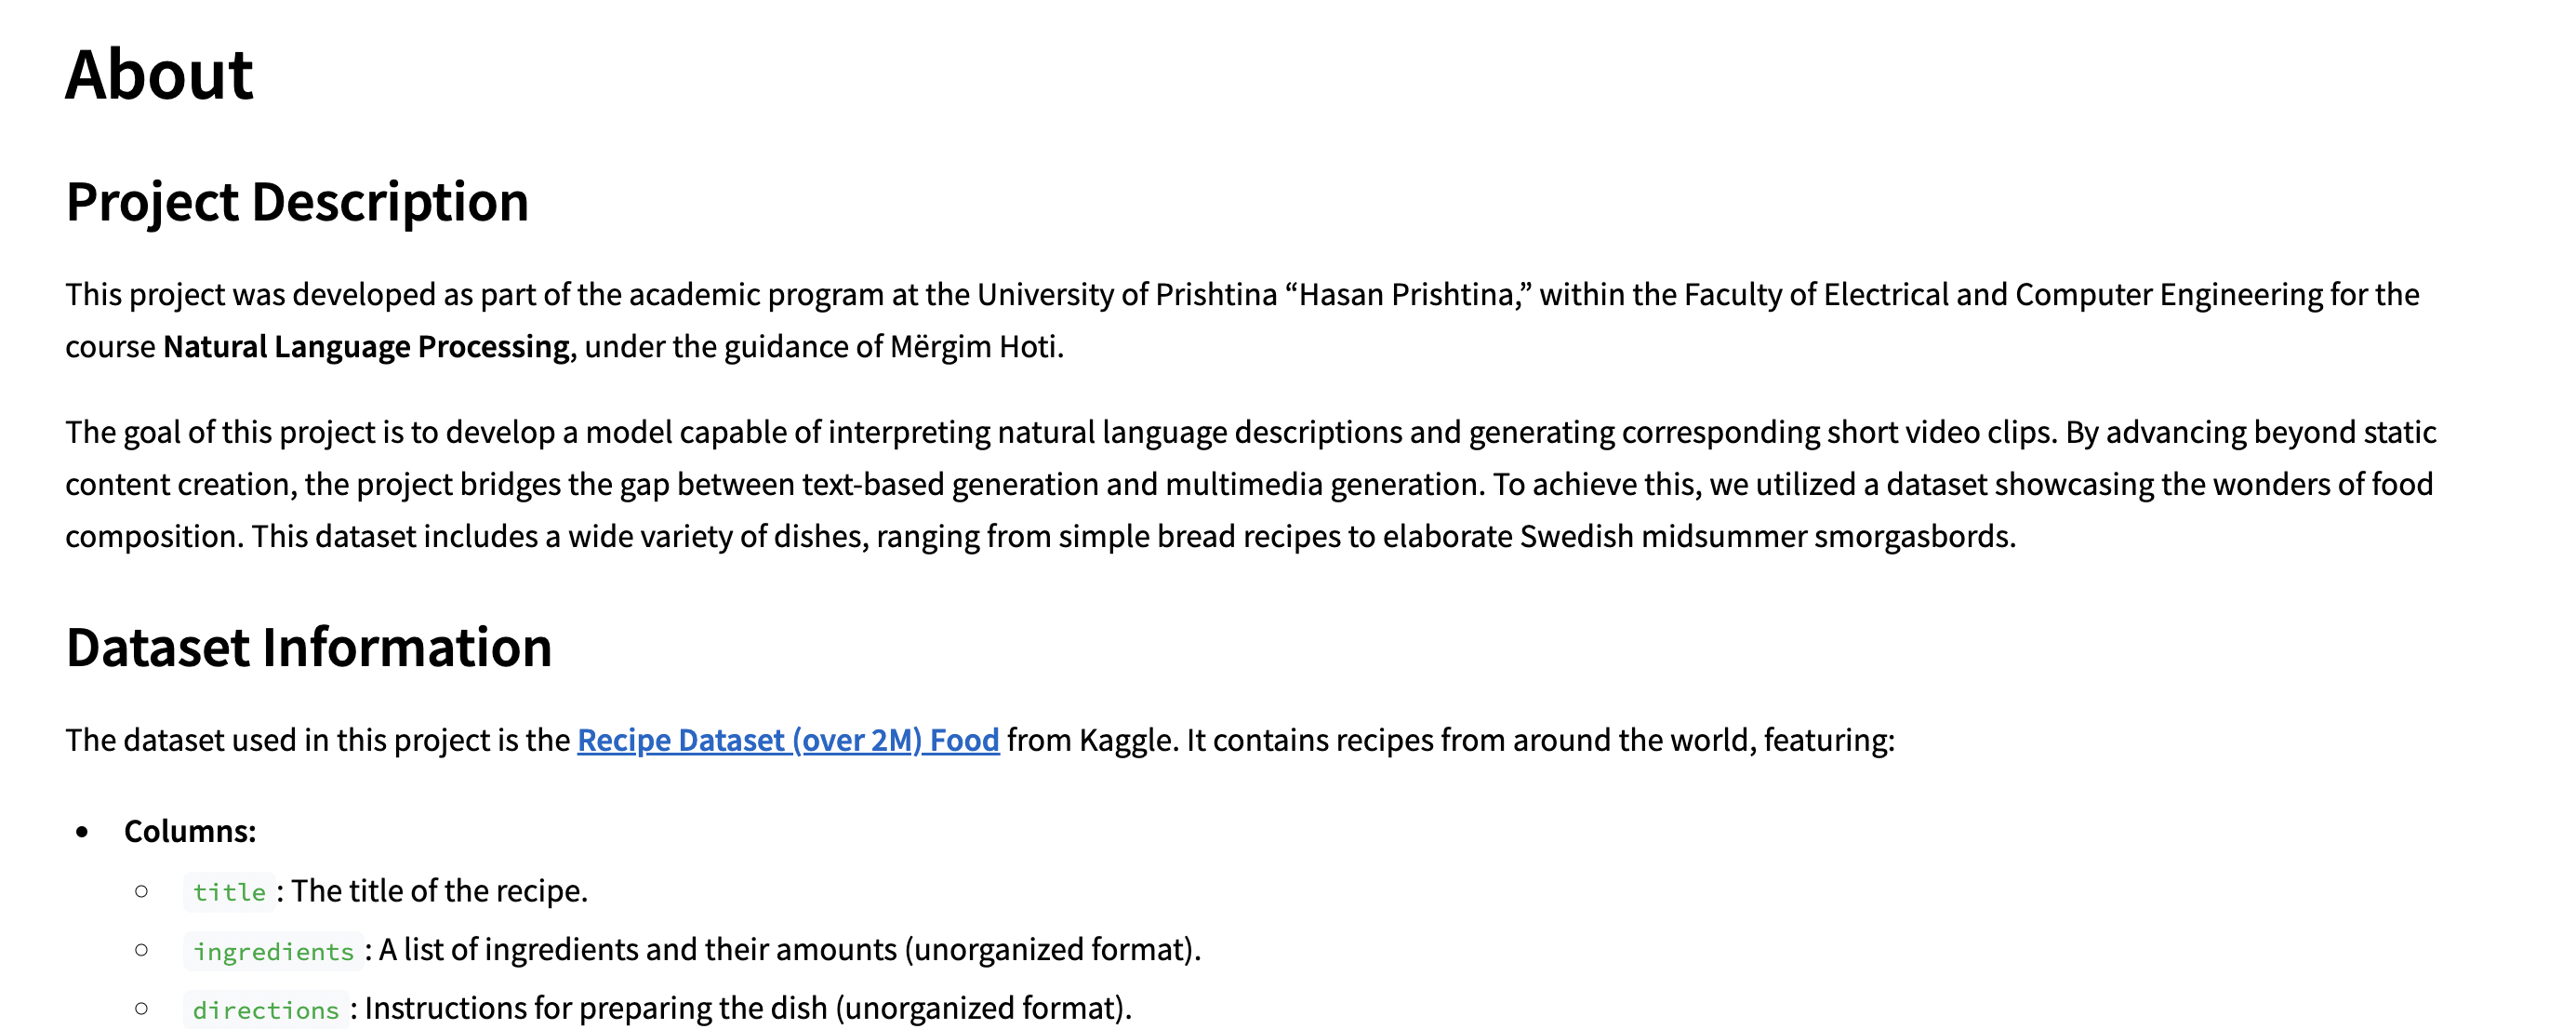 About
Project Description
This project was developed as part of the academic program at the University of Prishtina “Hasan Prishtina,” within the Faculty of Electrical and Computer Engineering for the
course Natural Language Processing, under the guidance of Mërgim Hoti.
The goal of this project is to develop a model capable of interpreting natural language descriptions and generating corresponding short video clips. By advancing beyond static
content creation, the project bridges the gap between text-based generation and multimedia generation. To achieve this, we utilized a dataset showcasing the wonders of food
composition. This dataset includes a wide variety of dishes, ranging from simple bread recipes to elaborate Swedish midsummer smorgasbords.
Dataset Information
The dataset used in this project is the Recipe Dataset (over 2M) Food from Kaggle. It contains recipes from around the world, featuring:
• Columns:
○ title : The title of the recipe.
○ ingredients : A list of ingredients and their amounts (unorganized format).
○ directions : Instructions for preparing the dish (unorganized format).